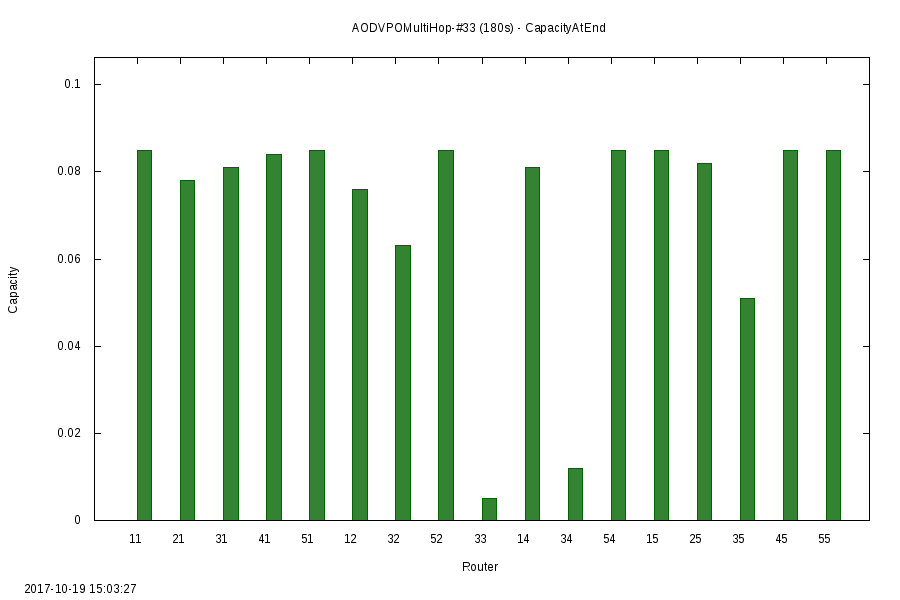 AODVPOMultiHop-#33 (180s) - CapacityAtEnd
0.1
0.08
0.06
0.04
0.02
0
Capacity
11 21 31 41 51 12 32 52 33 14 34 54 15 25 35 45 55
Router
2017-10-19 15:03:27